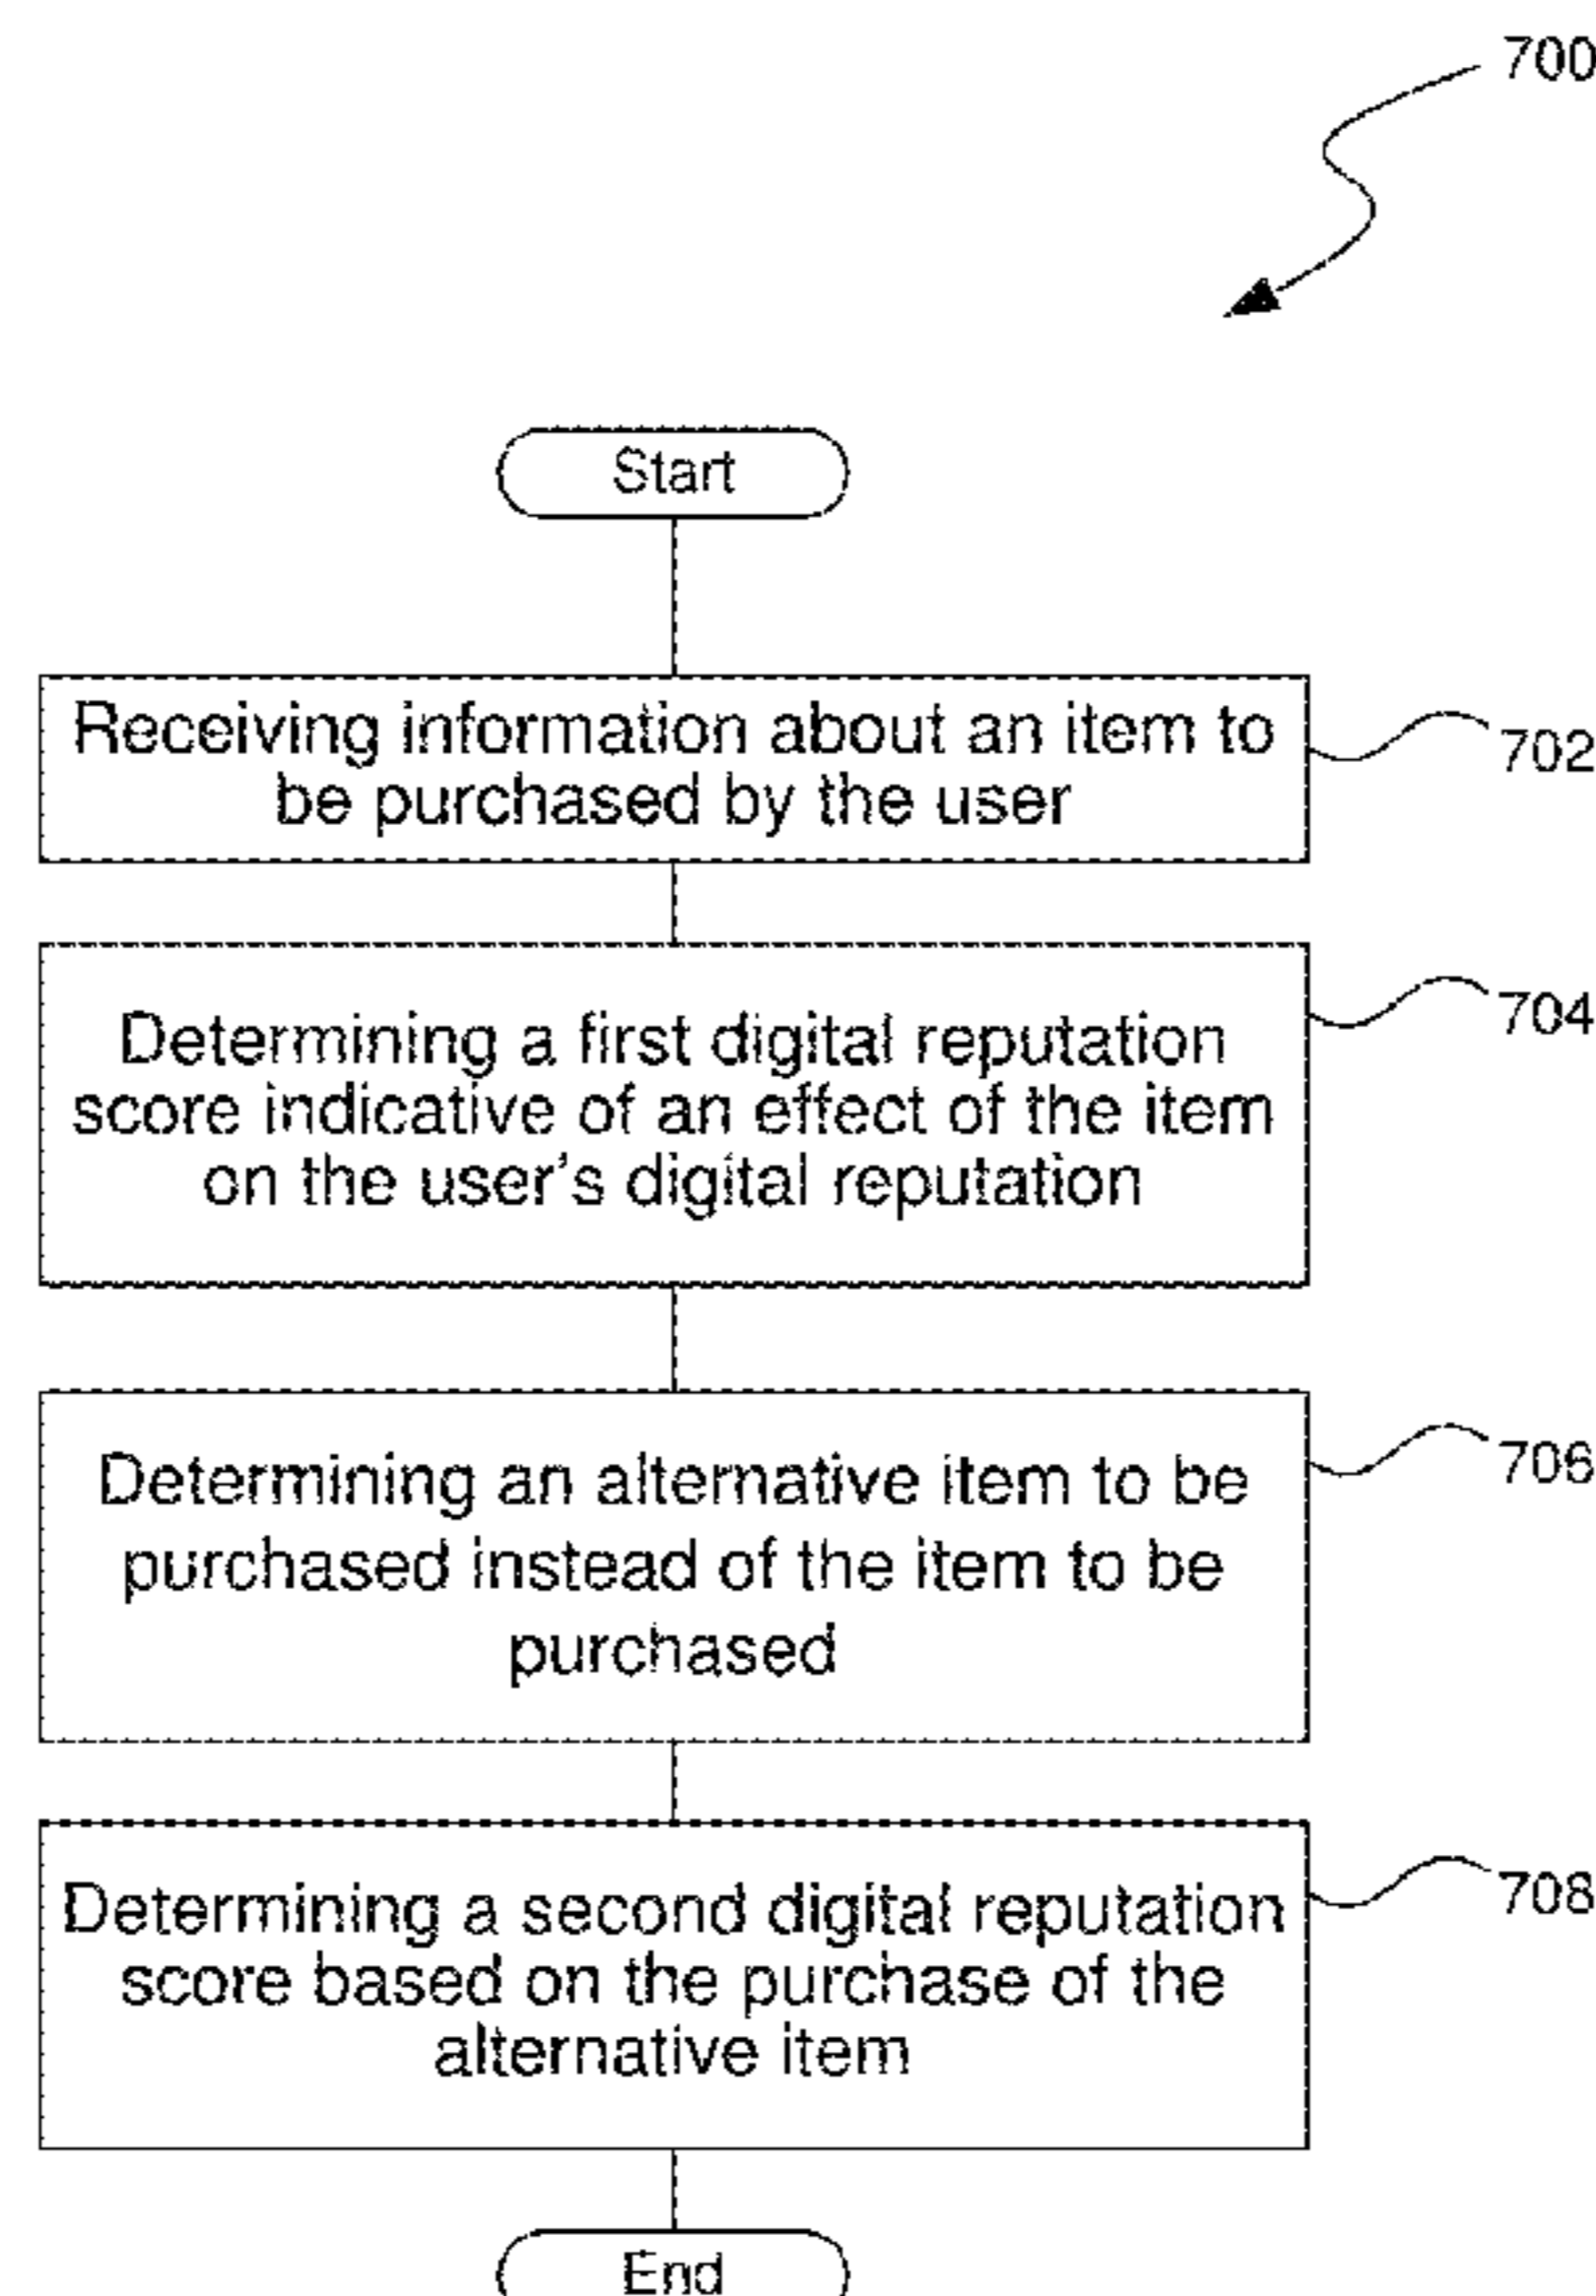 700
Start
Receiving information about an item to
be purchased by the user
702
Determining a first digital reputation
score indicative of an effect of the item
on the user's digital reputation
704
Determining an alternative item to be
purchased instead of the item to be
purchased
706
Determining a second digital reputation
score based on the purchase of the
alternative item
708
End